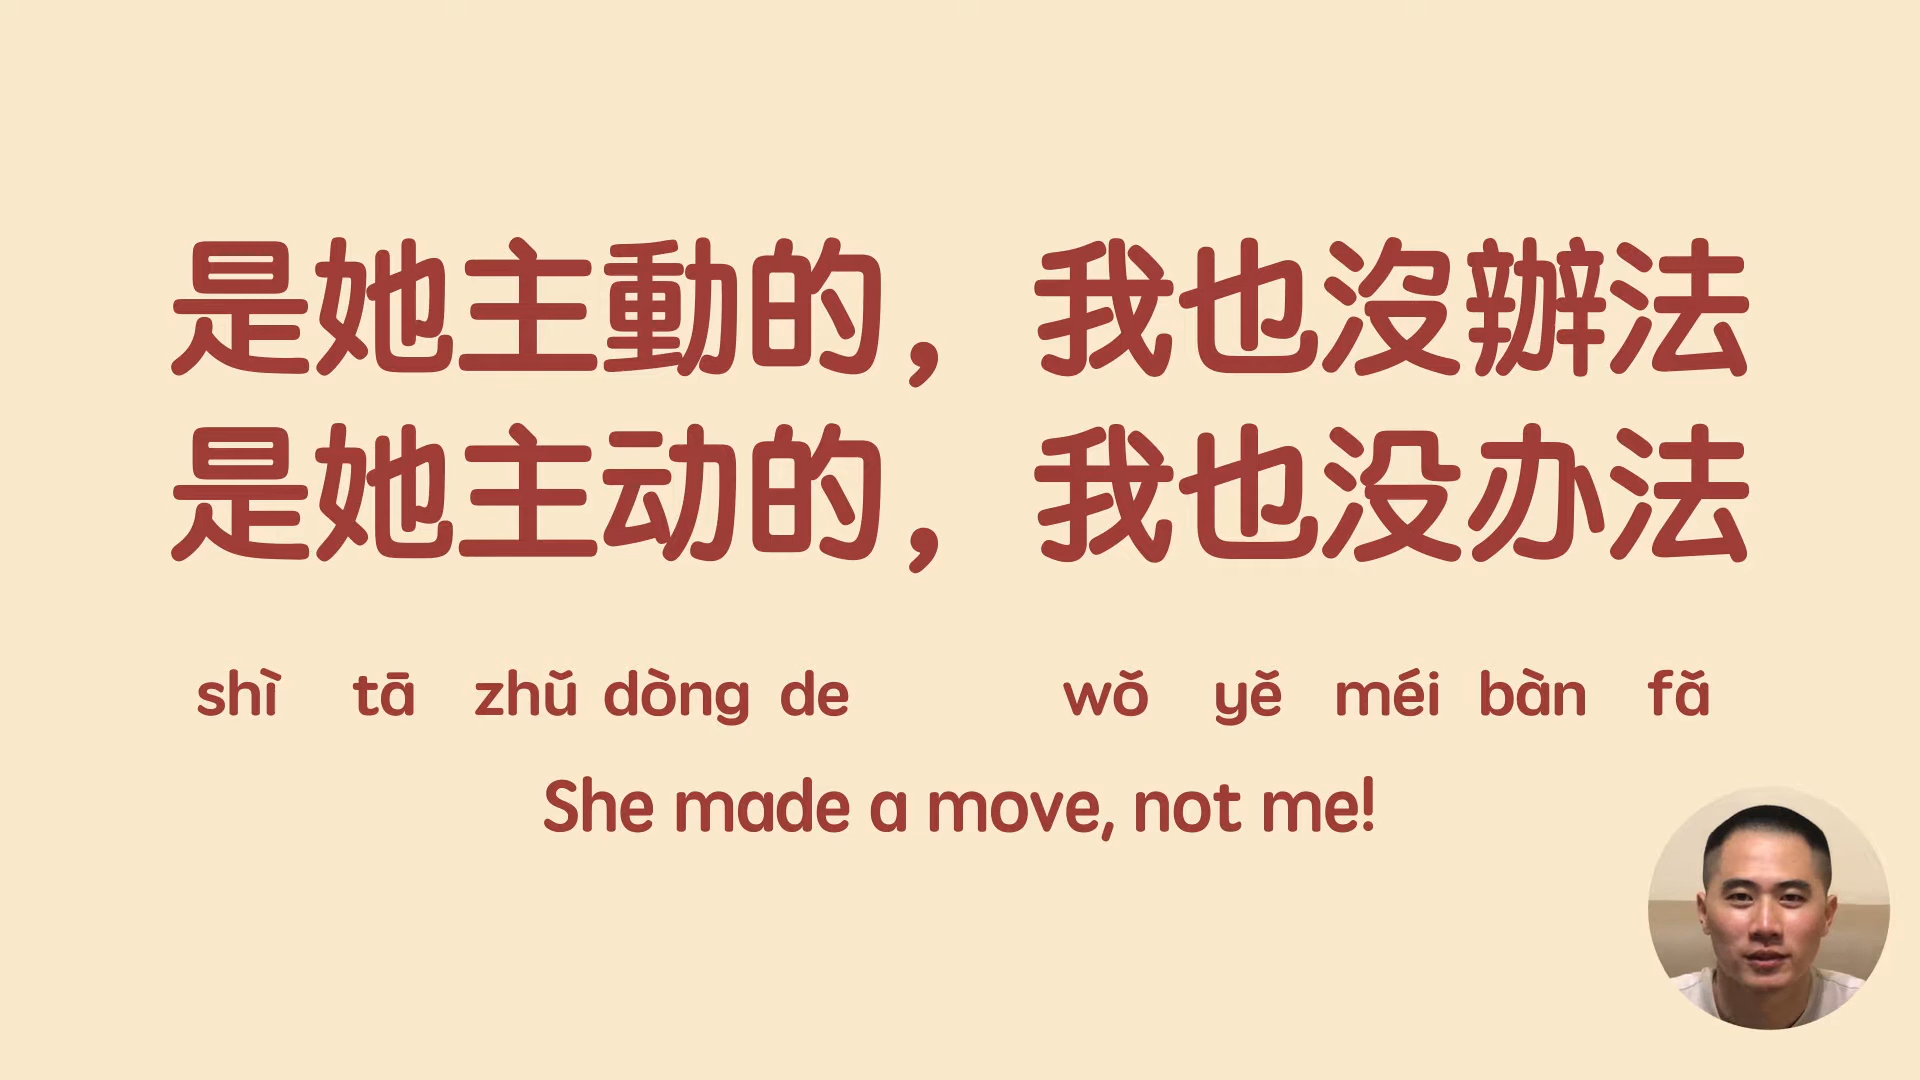 是她主動的，我也沒辦法
是她主动的，我也没办法
shì tā zhǔ dòng de wǒ yě méi bàn fǎ
She made a move, not me!